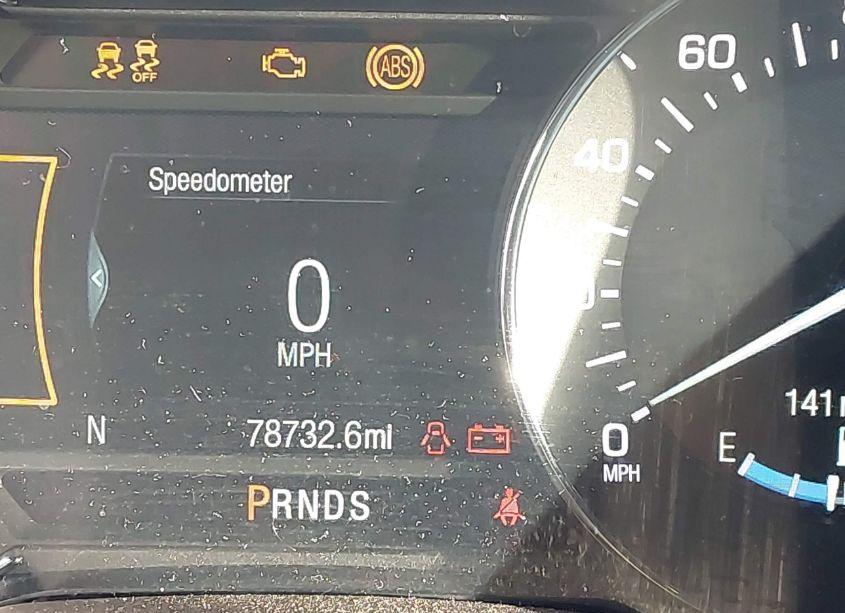 OFF
ABS
60
40
Speedometer
0
MPH
141
N
78732.6mi
0
MPH
E
PRNDS